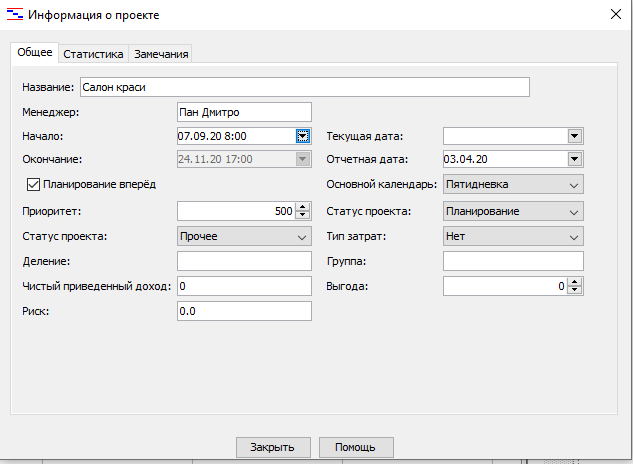 Информация о проекте
Общее Статистика Замечания
Название: Салон краси
Менеджер: Пан Дмитро
Начало: 07.09.20 8:00 Текущая дата:
Окончание: 24.11.20 17:00 Отчетная дата: 03.04.20
Планирование вперёд Основной календарь: Пятидневка
Приоритет: 500 Статус проекта: Планирование
Статус проекта: Прочее Тип затрат: Нет
Деление: Группа:
Чистый приведенный доход: 0 Выгода: 0
Риск: 0.0
Закрыть Помощь